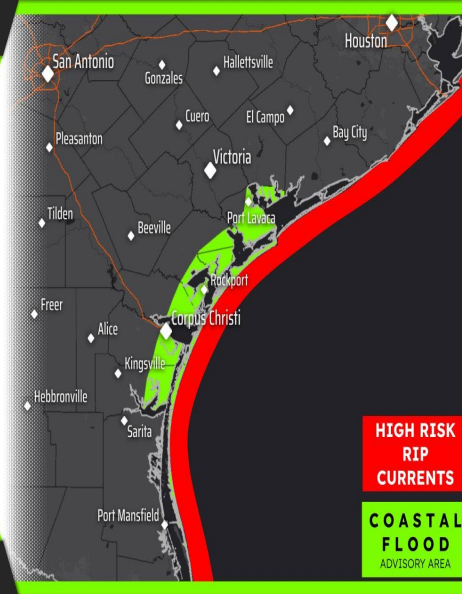 Houston
San Antonio
Gonzales
Hallettsville
Cuero
El Campo
Bay City
Pleasanton
Victoria
Tilden
Port Lavaca
Beeville
Rockport
Freer
Corpus Christi
Alice
Kingsville
Hebbronville
Sarita
HIGH RISK
RIP
CURRENTS
Port Mansfield
COASTAL
FLOOD
ADVISORY AREA